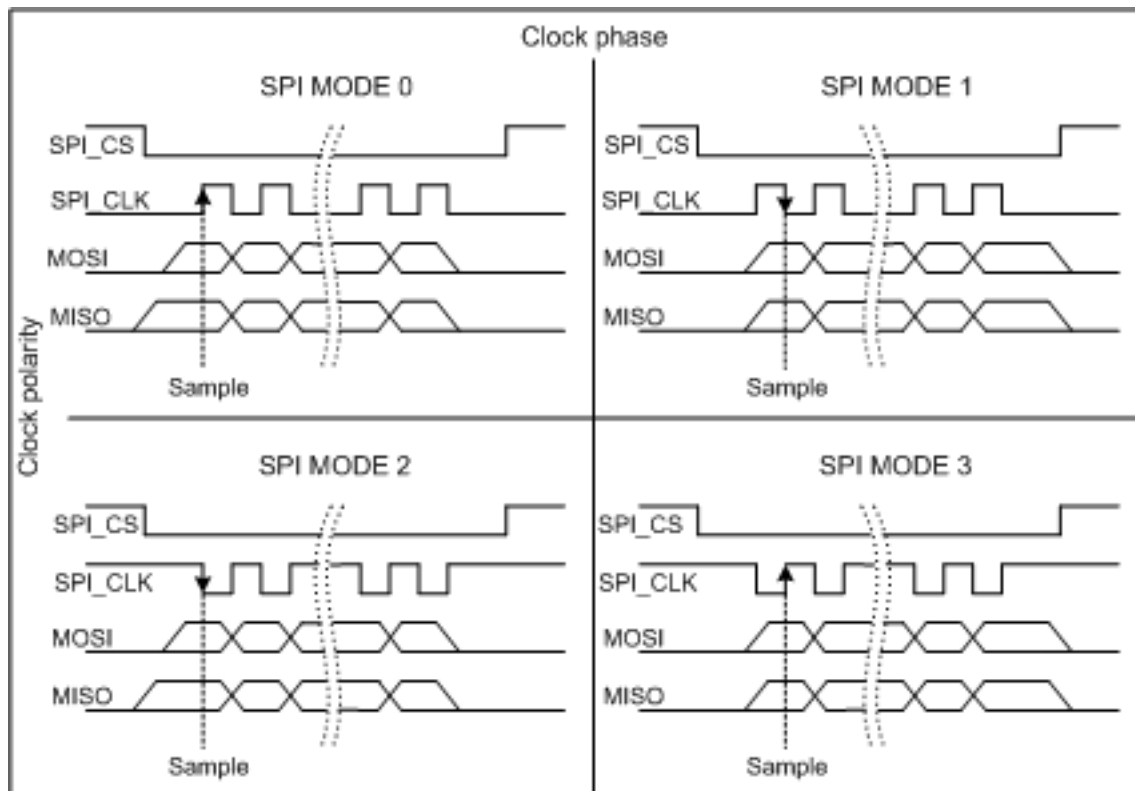 Clock phase
SPI MODE 0
SPI_CS
SPI_CLK
MOSI
MISO
Sample
SPI MODE 1
SPI_CS
SPI_CLK
MOSI
MISO
Sample
Clock polarity
SPI MODE 2
SPI_CS
SPI_CLK
MOSI
MISO
Sample
SPI MODE 3
SPI_CS
SPI_CLK
MOSI
MISO
Sample